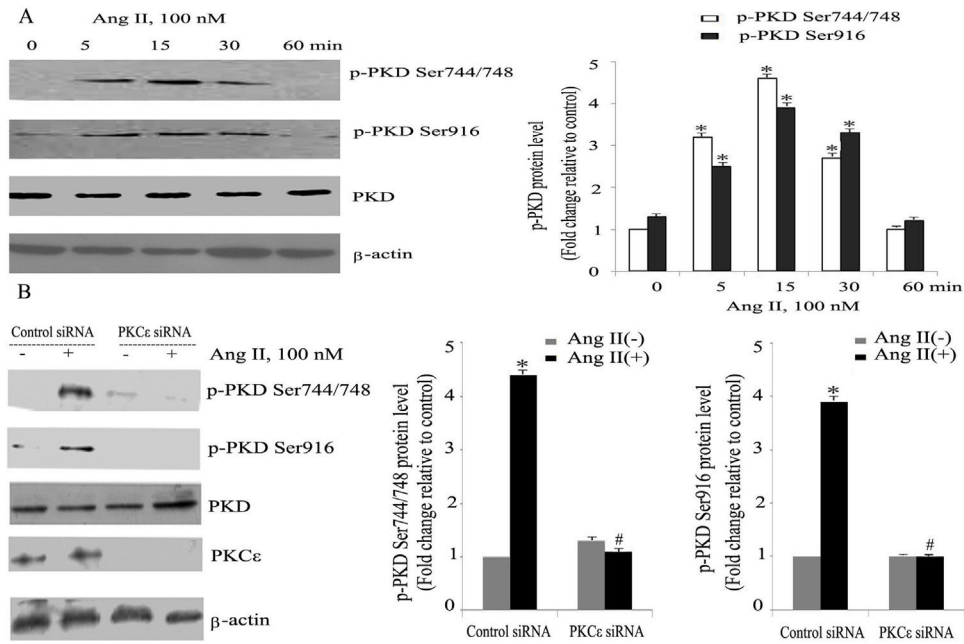 A
Ang II, 100 nM
0 5 15 30 60 min
p-PKD Ser744/748
p-PKD Ser916
PKD
β-actin
p-PKD Ser744/748
p-PKD Ser916
p-PKD protein level
(Fold change relative to control)
5
4
3
2
1
0
* * * * * *
0 5 15 30 60 min
Ang II, 100 nM
B
Control siRNA PKCε siRNA
- + - + Ang II, 100 nM
p-PKD Ser744/748
p-PKD Ser916
PKD
PKCε
β-actin
p-PKD Ser744/748 protein level
(Fold change relative to control)
Ang II(-)
Ang II(+)
5
4
3
2
1
0
* #
Control siRNA PKCε siRNA
p-PKD Ser916 protein level
(Fold change relative to control)
Ang II(-)
Ang II(+)
5
4
3
2
1
0
* #
Control siRNA PKCε siRNA